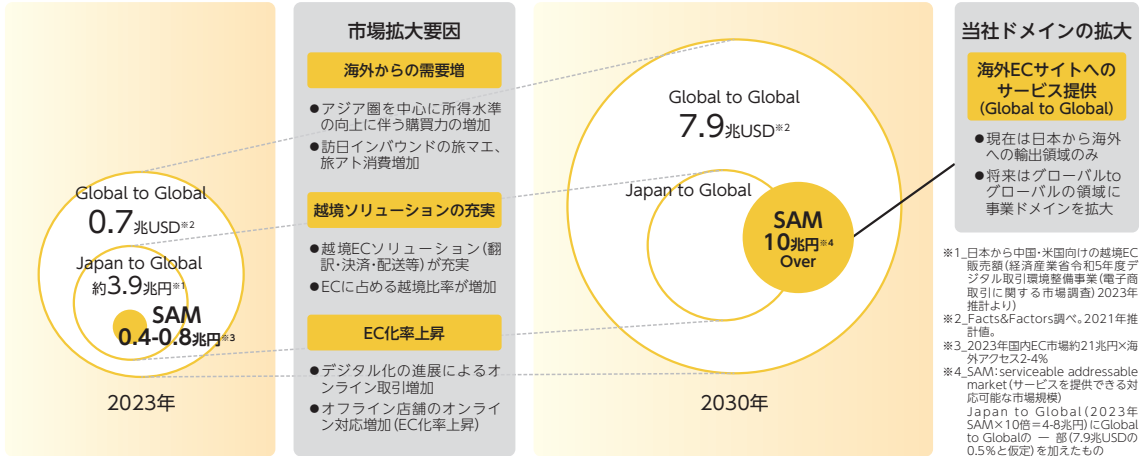 Global to Global
0.7兆USD※2
Japan to Global
約3.9兆円※1
SAM
0.4-0.8兆円※3
2023年
市場拡大要因
海外からの需要増
●アジア圏を中心に所得水準
の向上に伴う購買力の増加
●訪日インバウンドの旅マエ、
旅アト消費増加
越境ソリューションの充実
●越境ECソリューション(翻
訳・決済・配送等)が充実
●ECに占める越境比率が増加
EC化率上昇
●デジタル化の進展によるオ
ンライン取引増加
●オフライン店舗のオンライ
ン対応増加(EC化率上昇)
Global to Global
7.9兆USD※2
Japan to Global
SAM
10兆円※4
Over
2030年
当社ドメインの拡大
海外ECサイトへの
サービス提供
(Global to Global)
●現在は日本から海外
への輸出領域のみ
●将来はグローバルto
グローバルの領域に
事業ドメインを拡大
※1_日本から中国・米国向けの越境EC
販売額(経済産業省令和5年度デ
ジタル取引環境整備事業(電子商
取引に関する市場調査)2023年
推計より)
※2_Facts&Factors調べ。2021年推
計値。
※3_2023年国内EC市場約21兆円×海
外アクセス2-4%
※4_SAM:serviceable addressable
market(サービスを提供できる対
応可能な市場規模)
Japan to Global(2023年
SAM×10倍=4-8兆円)にGlobal
to Globalの 一 部(7.9兆USDの
0.5%と仮定)を加えたもの